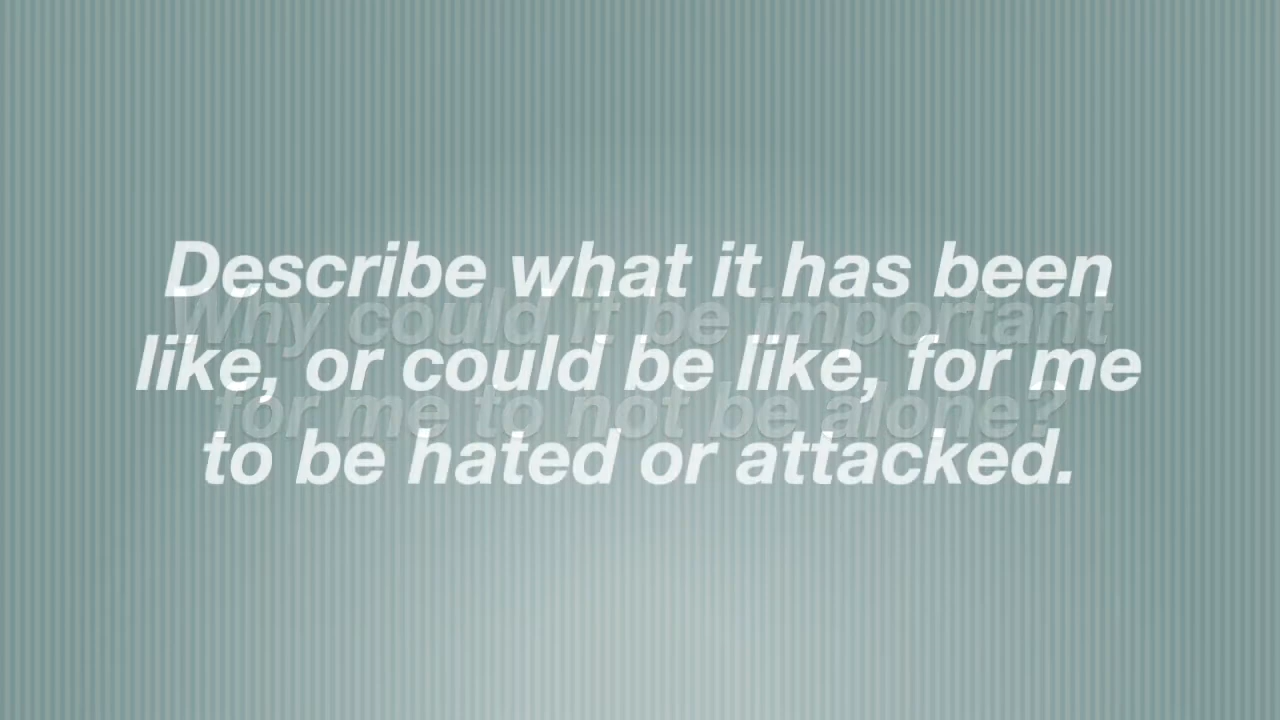 Describe what it has been
Why could it be important
like, or could be like, for me
for me to not be alone?
to be hated or attacked.